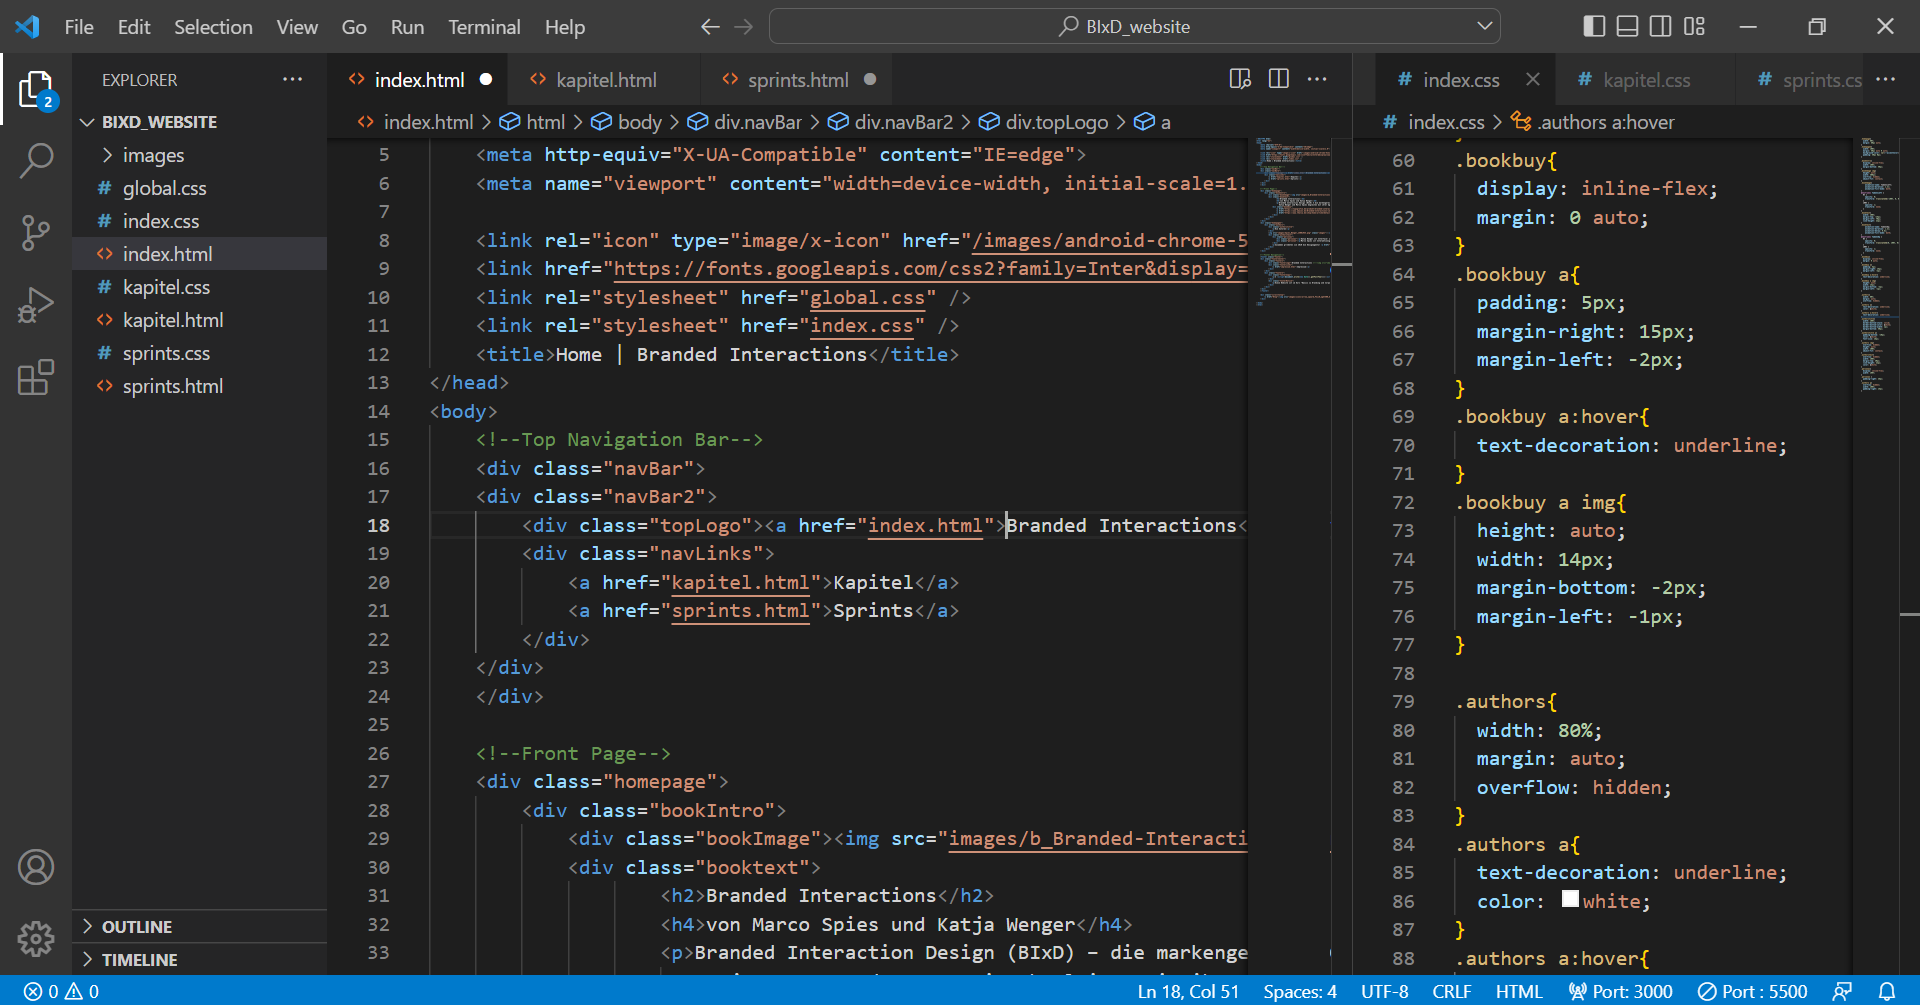 File Edit Selection View Go Run Terminal Help
BIxD_website
EXPLORER
2
BIXD_WEBSITE
images
global.css
index.css
index.html
kapitel.css
kapitel.html
sprints.css
sprints.html
OUTLINE
TIMELINE
index.html kapitel.html sprints.html
index.html > html > body > div.navBar > div.navBar2 > div.topLogo > a
5 <meta http-equiv="X-UA-Compatible" content="IE=edge">
6 <meta name="viewport" content="width=device-width, initial-scale=1.
7
8 <link rel="icon" type="image/x-icon" href="/images/android-chrome-5
9 <link href="https://fonts.googleapis.com/css2?family=Inter&display=
10 <link rel="stylesheet" href="global.css" />
11 <link rel="stylesheet" href="index.css" />
12 <title>Home | Branded Interactions</title>
13 </head>
14 <body>
15 <!--Top Navigation Bar-->
16 <div class="navBar">
17 <div class="navBar2">
18 <div class="topLogo"><a href="index.html">Branded Interactions<
19 <div class="navLinks">
20 <a href="kapitel.html">Kapitel</a>
21 <a href="sprints.html">Sprints</a>
22 </div>
23 </div>
24 </div>
25
26 <!--Front Page-->
27 <div class="homepage">
28 <div class="bookIntro">
29 <div class="bookImage"><img src="images/b_Branded-Interacti
30 <div class="booktext">
31 <h2>Branded Interactions</h2>
32 <h4>von Marco Spies und Katja Wenger</h4>
33 <p>Branded Interaction Design (BIxD) – die markenge
# index.css # kapitel.css # sprints.cs
# index.css > .authors a:hover
60 .bookbuy{
61 display: inline-flex;
62 margin: 0 auto;
63 }
64 .bookbuy a{
65 padding: 5px;
66 margin-right: 15px;
67 margin-left: -2px;
68 }
69 .bookbuy a:hover{
70 text-decoration: underline;
71 }
72 .bookbuy a img{
73 height: auto;
74 width: 14px;
75 margin-bottom: -2px;
76 margin-left: -1px;
77 }
78
79 .authors{
80 width: 80%;
81 margin: auto;
82 overflow: hidden;
83 }
84 .authors a{
85 text-decoration: underline;
86 color: white;
87 }
88 .authors a:hover{
0 0 Ln 18, Col 51 Spaces: 4 UTF-8 CRLF HTML Port: 3000 Port : 5500